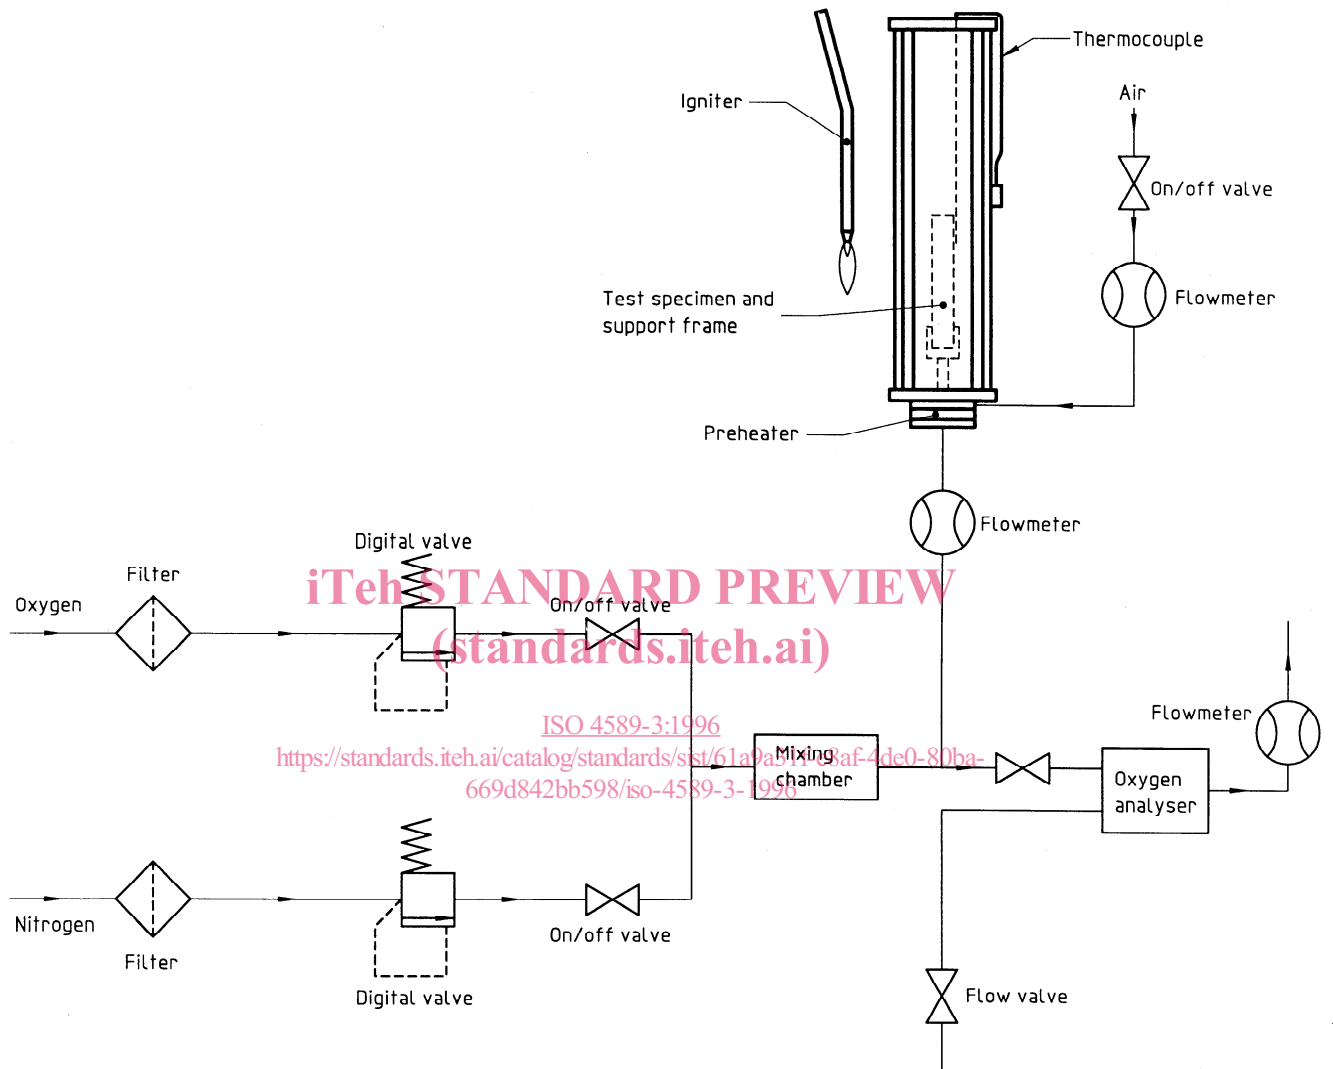 Thermocouple
Air
Igniter
On/off valve
Test specimen and
support frame
Flowmeter
Preheater
Flowmeter
Digital valve
Filter
iTeh STANDARD PREVIEW
Oxygen
On/off valve
(standards.iteh.ai)
Flowmeter
ISO 4589-3:1996
Mixing
chamber
https://standards.iteh.ai/catalog/standards/sist/
-4de0-80ba-
669d842bb598/iso-4589-3-1996
Oxygen
analyser
Nitrogen
On/off valve
Filter
Digital valve
Flow valve